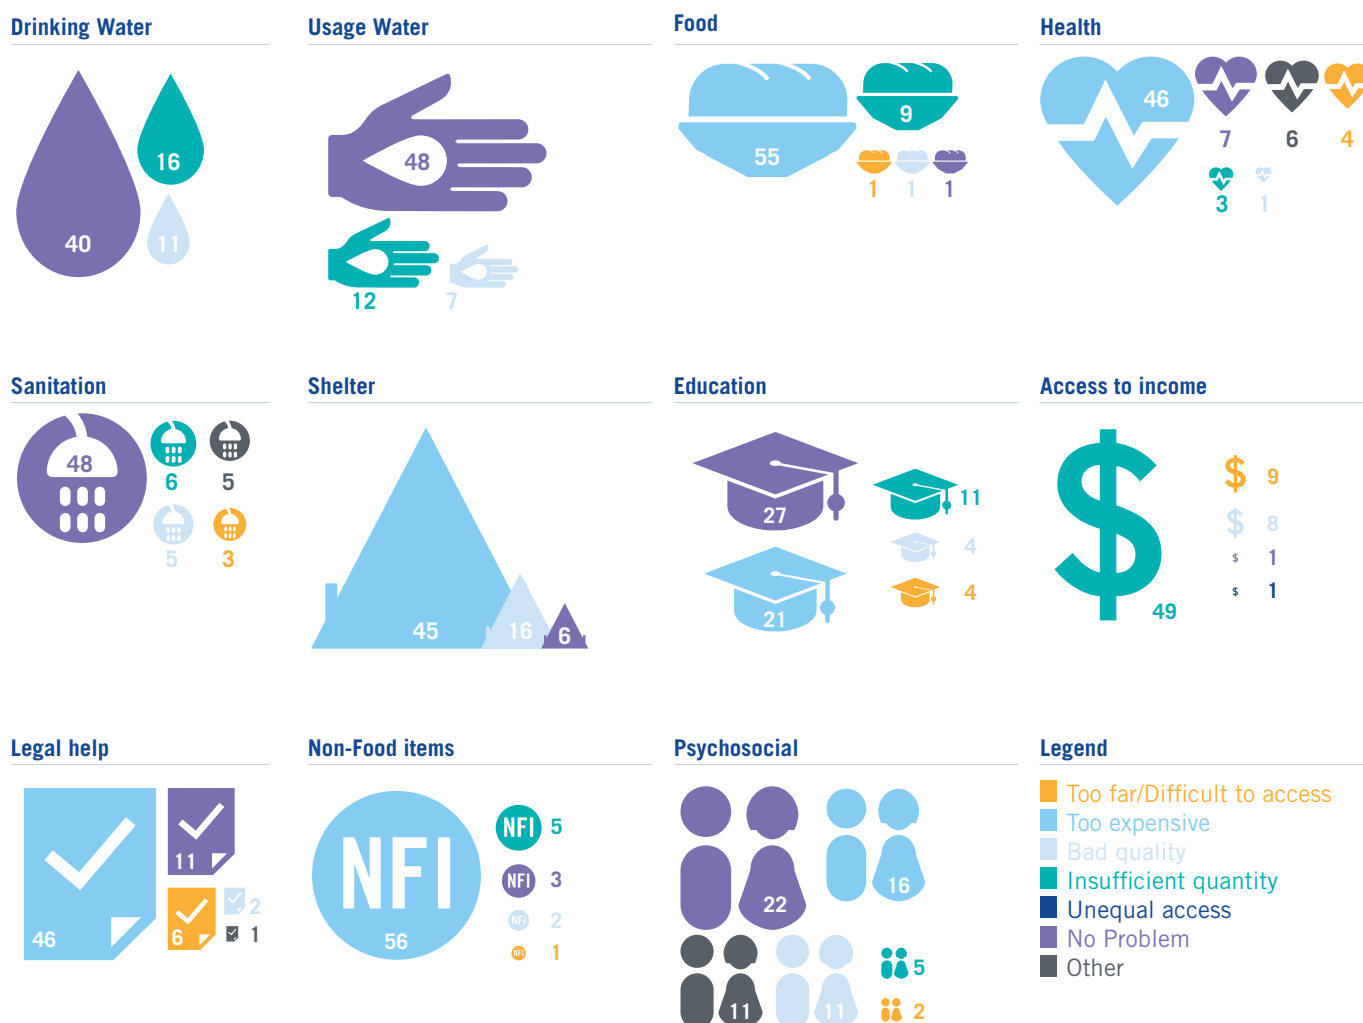 Drinking Water
40
16
11
Usage Water
48
12
7
Food
55
9
1
1
1
Health
46
7
6
4
3
1
Sanitation
48
6
5
5
3
Shelter
45
16
6
Education
27
11
21
4
4
Access to income
49
9
8
1
1
Legal help
46
11
6
2
1
Non-Food items
NFI
56
NFI 5
NFI 3
NFI 2
NFI 1
Psychosocial
22
16
11
11
5
2
Legend
Too far/Difficult to access
Too expensive
Bad quality
Insufficient quantity
Unequal access
No Problem
Other